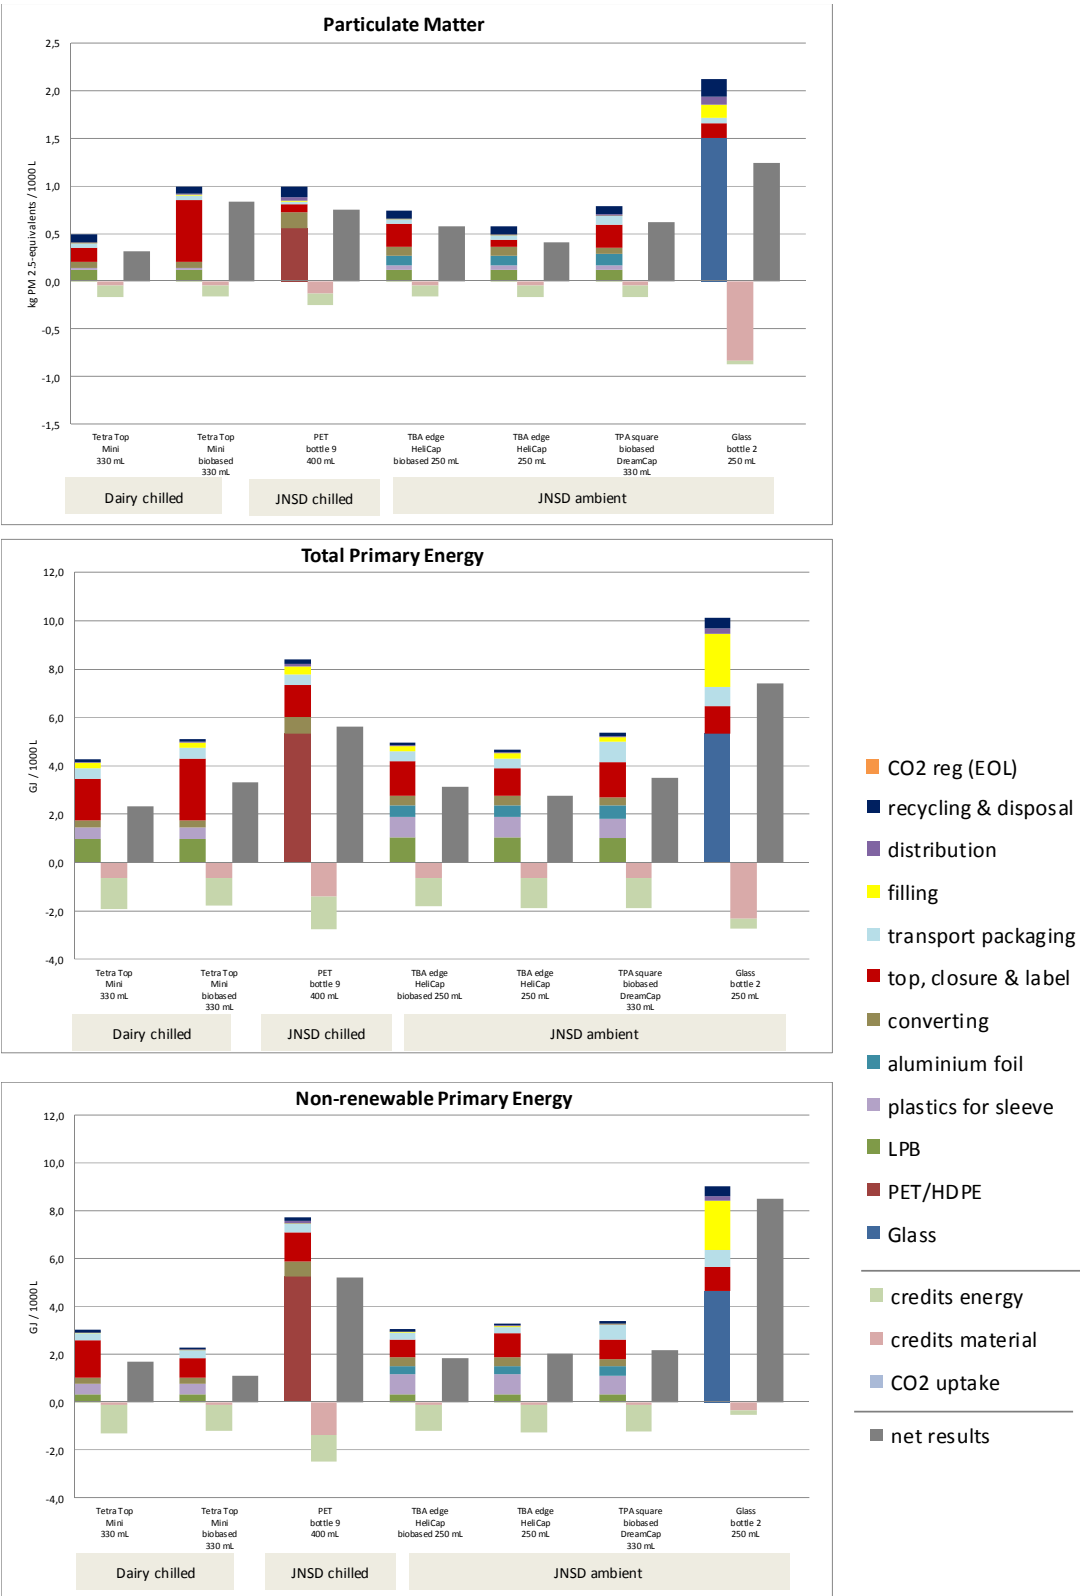 Particulate Matter
kg PM 2.5-equivalents / 1000 L
2,5
2,0
1,5
1,0
0,5
0,0
-0,5
-1,0
-1,5
Tetra Top
Mini
330 mL
Tetra Top
Mini
biobased
330 mL
PET
bottle 9
400 mL
TBA edge
HeliCap
biobased 250 mL
TBA edge
HeliCap
250 mL
TPA square
biobased
DreamCap
330 mL
Glass
bottle 2
250 mL
Dairy chilled
JNSD chilled
JNSD ambient
Total Primary Energy
GJ / 1000 L
12,0
10,0
8,0
6,0
4,0
2,0
0,0
-2,0
-4,0
Tetra Top
Mini
330 mL
Tetra Top
Mini
biobased
330 mL
PET
bottle 9
400 mL
TBA edge
HeliCap
biobased 250 mL
TBA edge
HeliCap
250 mL
TPA square
biobased
DreamCap
330 mL
Glass
bottle 2
250 mL
Dairy chilled
JNSD chilled
JNSD ambient
Non-renewable Primary Energy
GJ / 1000 L
12,0
10,0
8,0
6,0
4,0
2,0
0,0
-2,0
-4,0
Tetra Top
Mini
330 mL
Tetra Top
Mini
biobased
330 mL
PET
bottle 9
400 mL
TBA edge
HeliCap
biobased 250 mL
TBA edge
HeliCap
250 mL
TPA square
biobased
DreamCap
330 mL
Glass
bottle 2
250 mL
Dairy chilled
JNSD chilled
JNSD ambient
CO2 reg (EOL)
recycling & disposal
distribution
filling
transport packaging
top, closure & label
converting
aluminium foil
plastics for sleeve
LPB
PET/HDPE
Glass
credits energy
credits material
CO2 uptake
net results